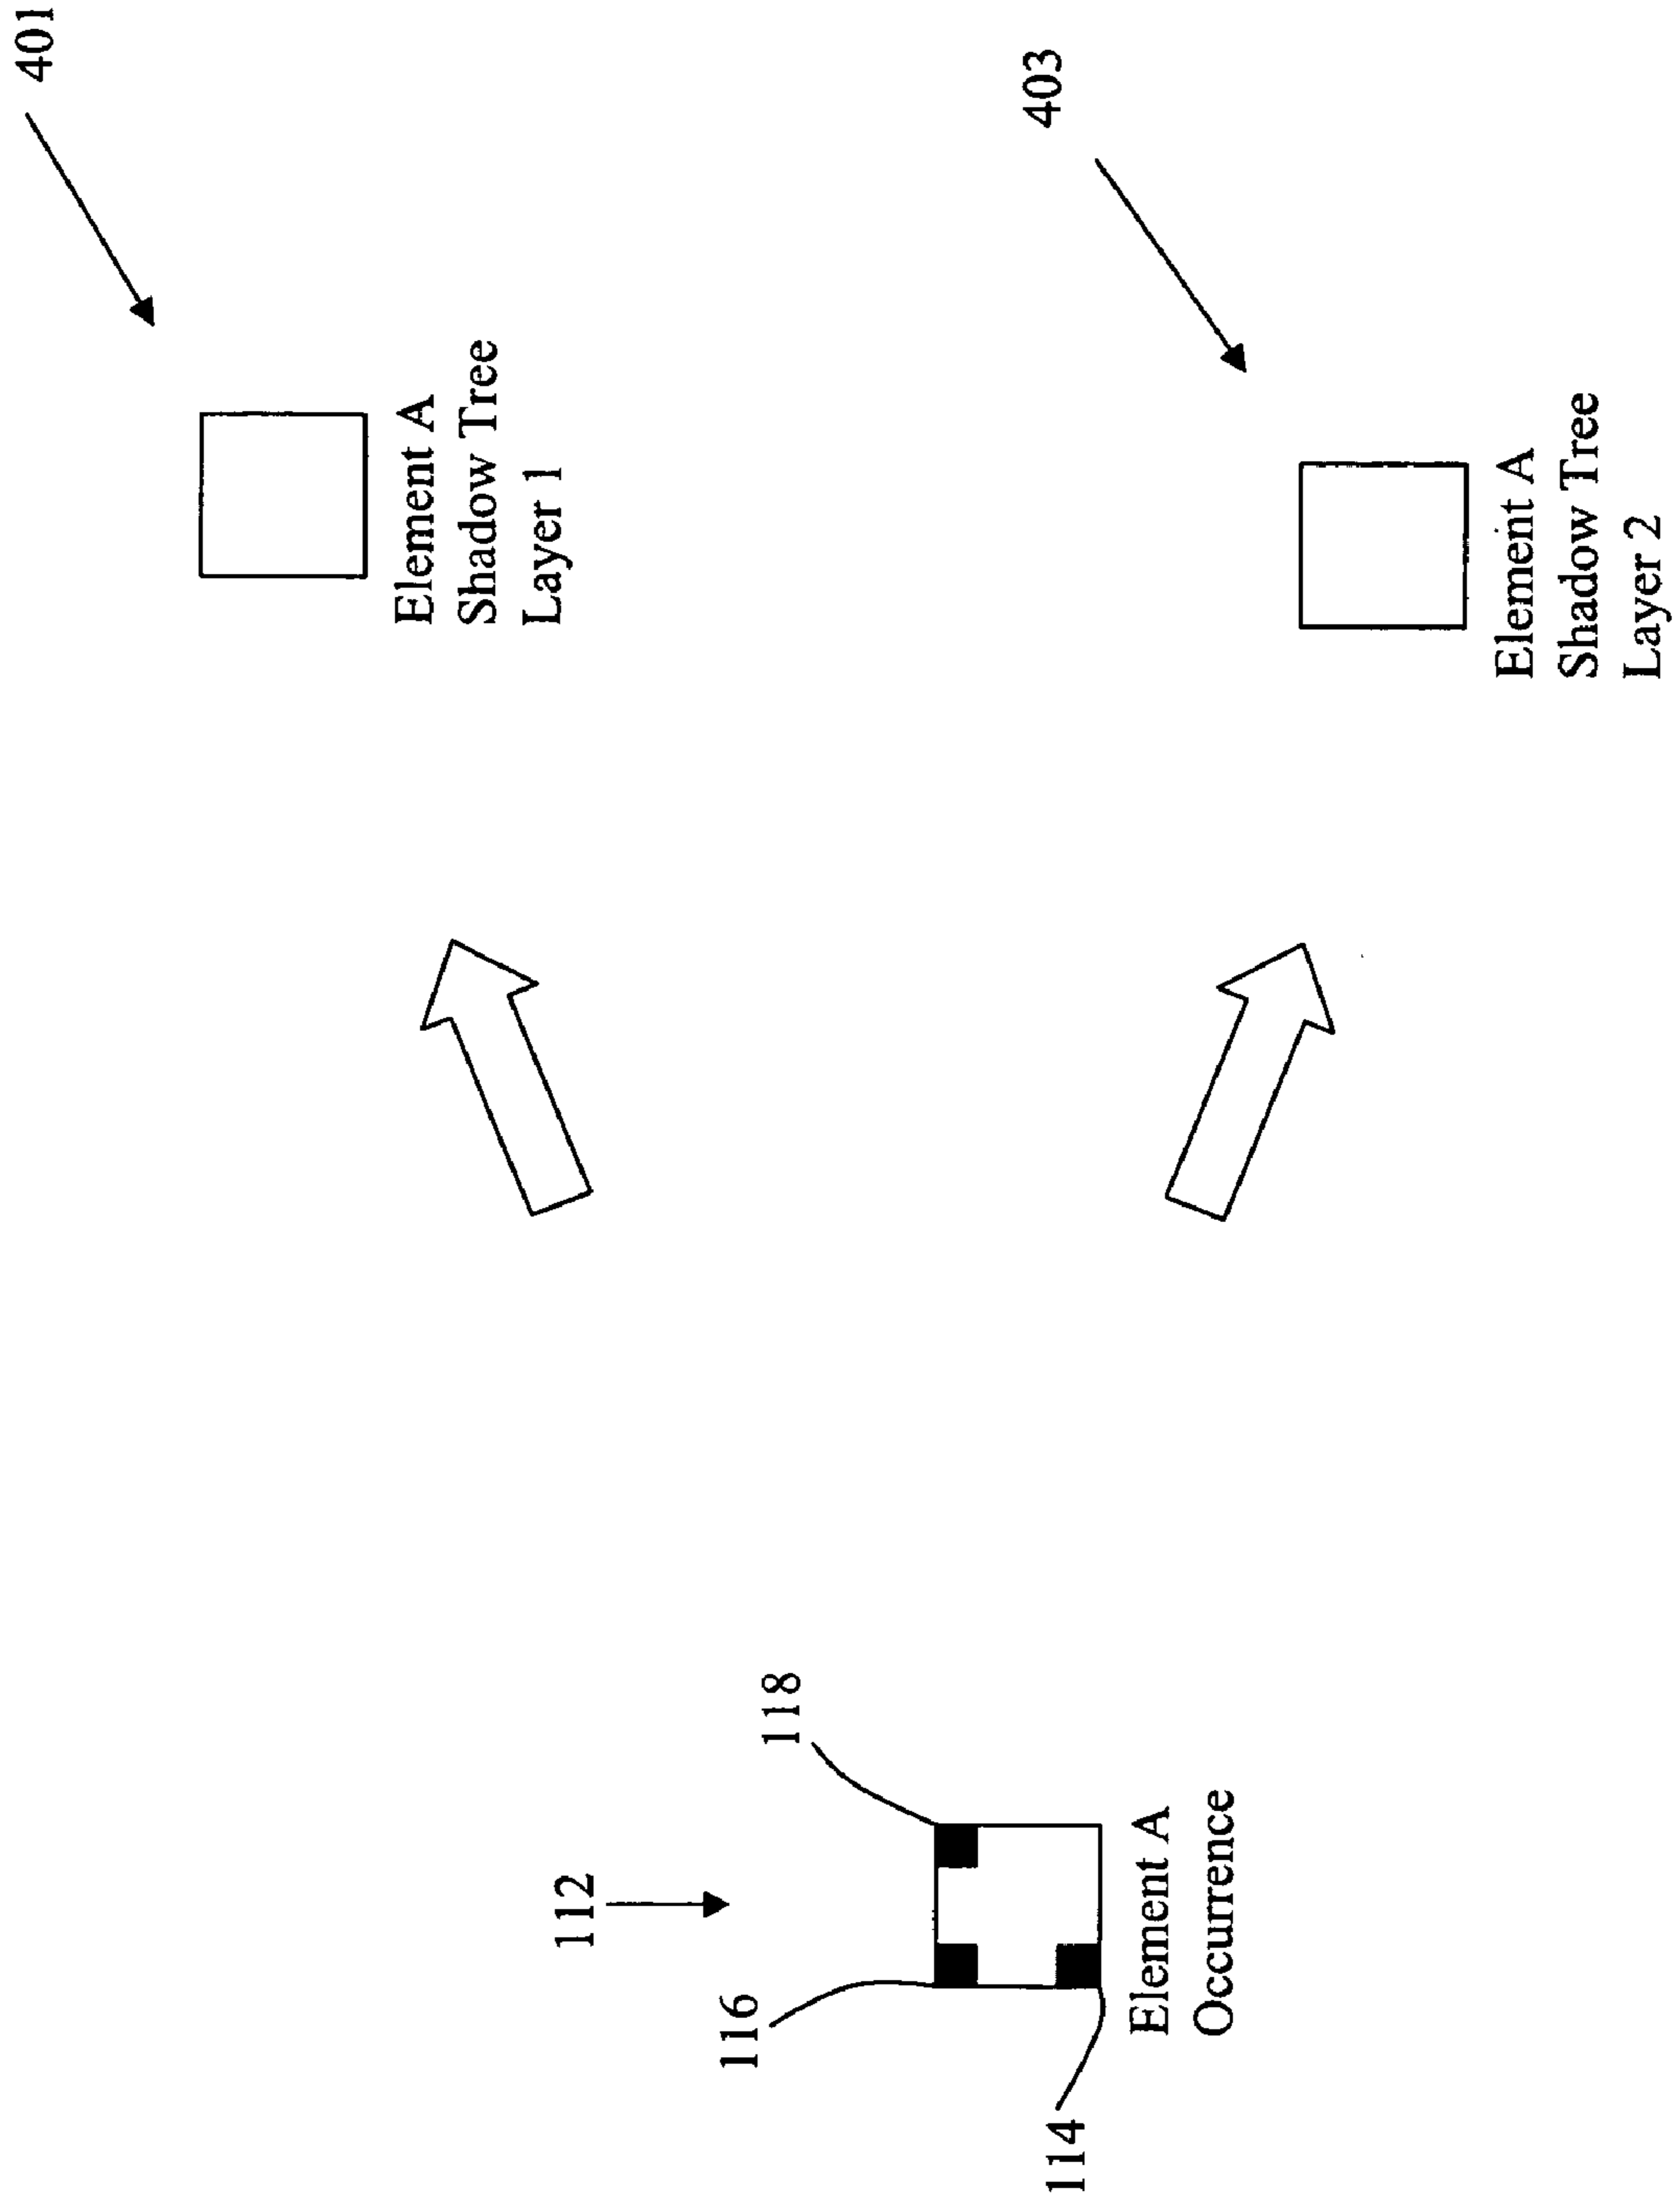 401
Element A
Shadow Tree
Layer 1
112
116
118
114
Element A
Occurrence
403
Element A
Shadow Tree
Layer 2